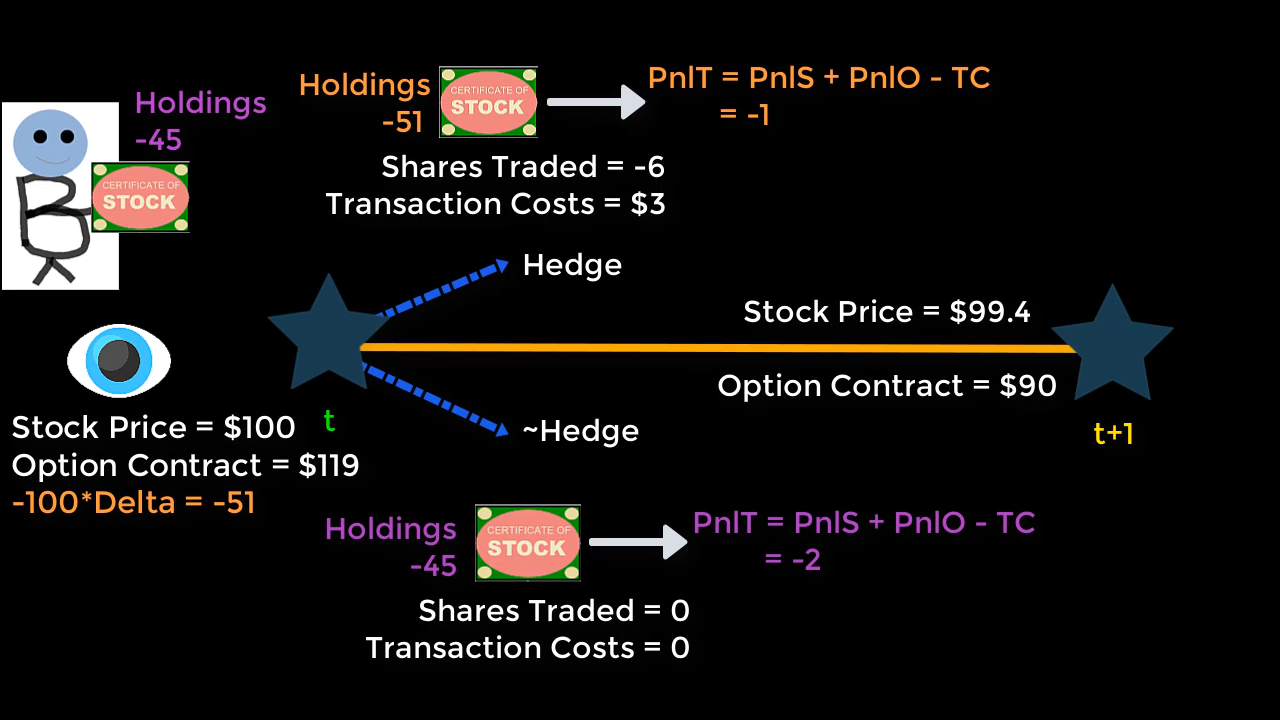 Holdings
-45
CERTIFICATE OF
STOCK
Holdings
-51
CERTIFICATE OF
STOCK
PnlT = PnlS + PnlO - TC
= -1
Shares Traded = -6
Transaction Costs = $3
Hedge
Stock Price = $99.4
Option Contract = $90
~Hedge
t
t+1
Stock Price = $100
Option Contract = $119
-100*Delta = -51
Holdings
-45
CERTIFICATE OF
STOCK
PnlT = PnlS + PnlO - TC
= -2
Shares Traded = 0
Transaction Costs = 0